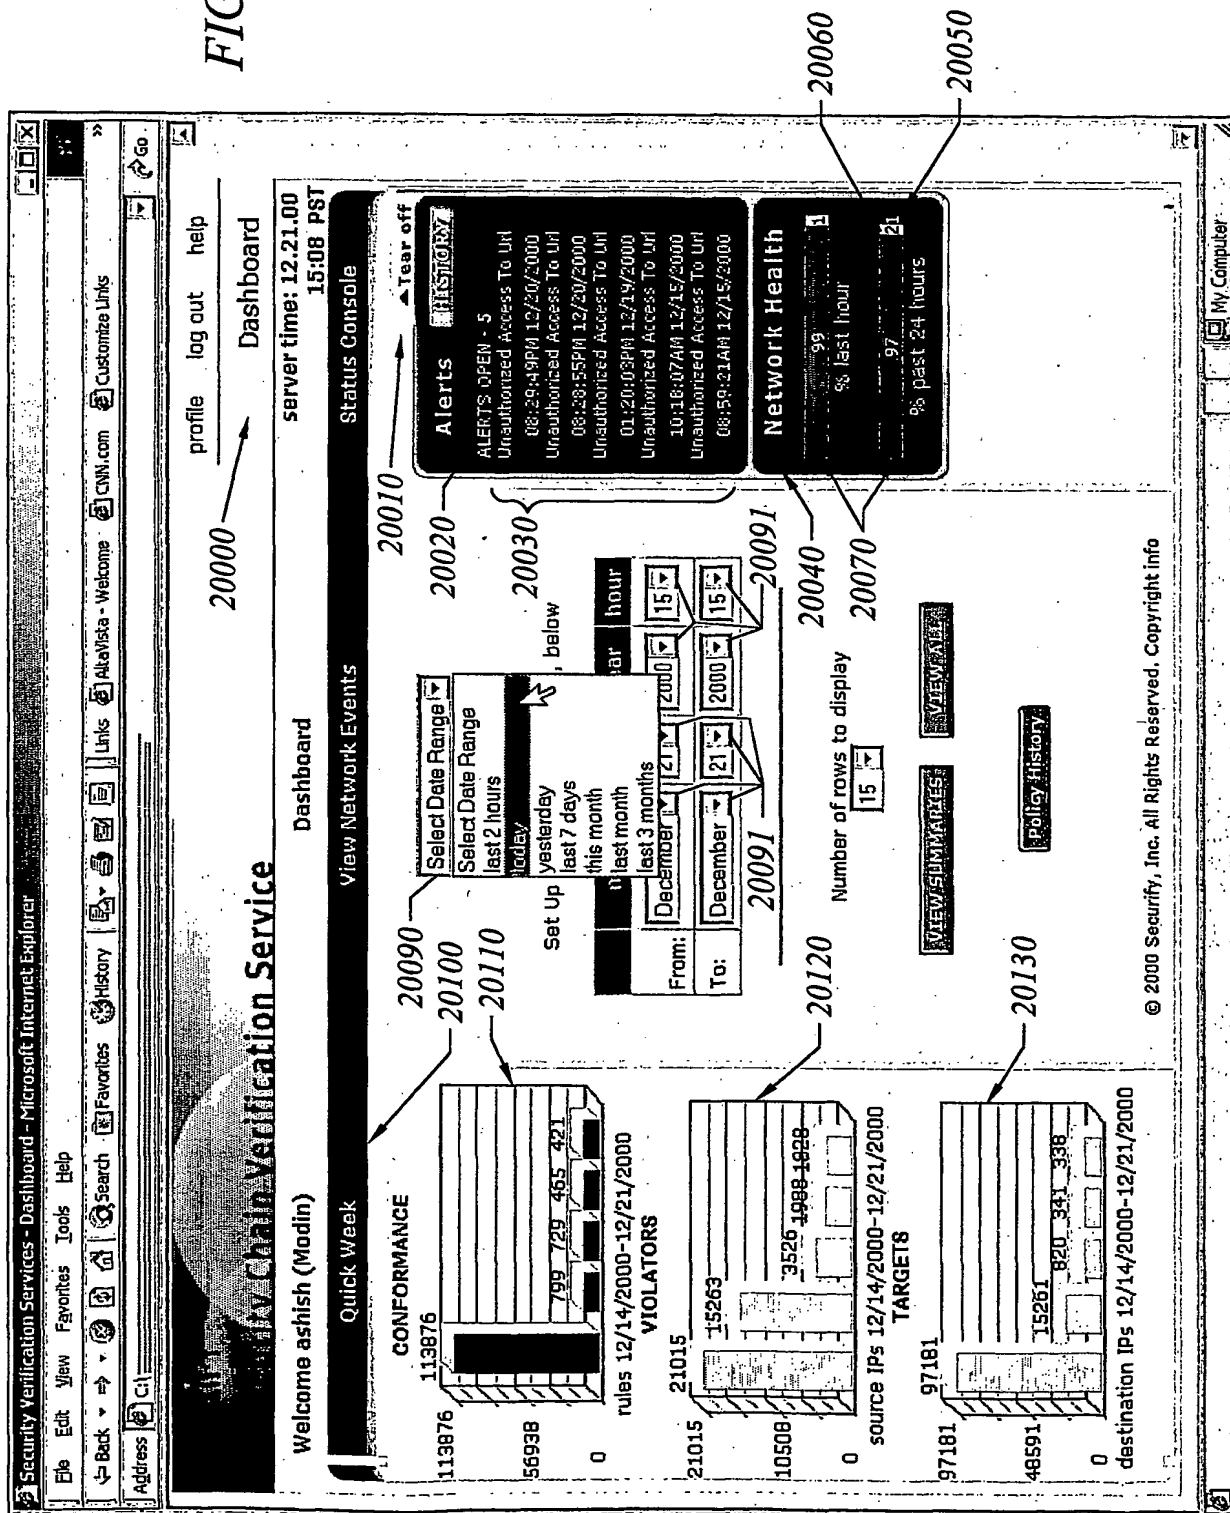 FIG
Security Verification Services - Dashboard - Microsoft Internet Explorer
File Edit View Favorites Tools Help
Back Search Favorites History Links AltaVista - Welcome CNN.com Customize Links
Address C:\ Go
Chain Verification Service
profile log out help
20000
Dashboard
Welcome ashish (Modin)
Dashboard
server time: 12.21.00
15:08 PST
Quick Week
View Network Events
Status Console
20100
20110
20090
20010
Tear off
CONFORMANCE
113876
113876
56938
0
799 729 465 421
rules 12/14/2000-12/21/2000
VIOLATORS
21015
21015
10508
0
15263
3526 1988 1828
source IPs 12/14/2000-12/21/2000
20120
TARGETS
97181
97181
48591
0
15261
820 341 338
destination IPs 12/14/2000-12/21/2000
20130
Select Date Range
Select Date Range
last 2 hours
today
yesterday
last 7 days
this month
last month
last 3 months
Set Up
, below
hour
From: December 21 2000 15
To: December 21 2000 15
20091
20091
Number of rows to display
15
VIEW SUMMARIES
VIEW ALL
Policy History
© 2000 Securify, Inc. All Rights Reserved. Copyright info
20020
20030
Alerts
HISTORY
ALERTS OPEN - 5
Unauthorized Access To Url
08:29:49PM 12/20/2000
Unauthorized Access To Url
08:28:55PM 12/20/2000
Unauthorized Access To Url
01:20:03PM 12/19/2000
Unauthorized Access To Url
10:18:07AM 12/15/2000
Unauthorized Access To Url
08:59:21AM 12/15/2000
20040
20070
Network Health
99 1
% last hour
97 21
% past 24 hours
20060
20050
My Computer